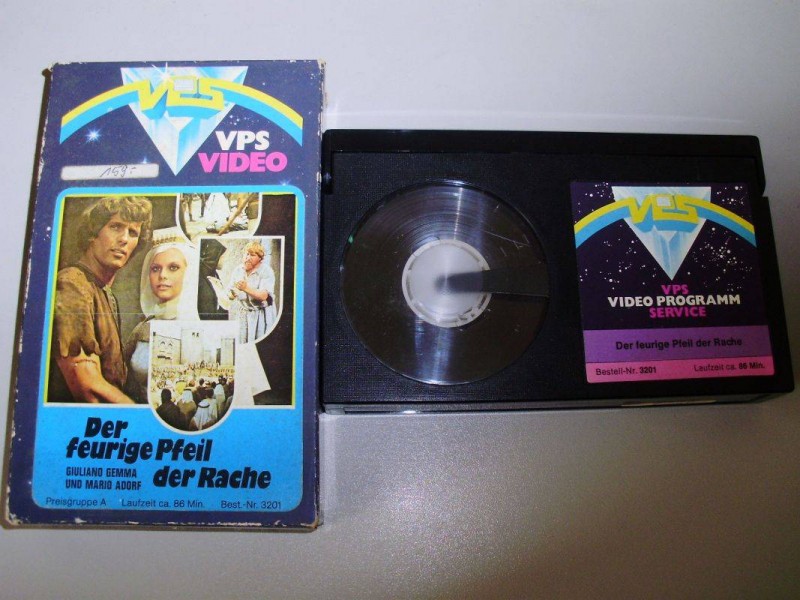 VPS
VPS
VIDEO
159.-
Der
feurige Pfeil
der Rache
GIULIANO GEMMA
UND MARIO ADORF
Preisgruppe A Laufzeit ca. 86 Min. Best.-Nr. 3201
VPS
VPS
VIDEO PROGRAMM
SERVICE
Der feurige Pfeil der Rache
Bestell-Nr. 3201 Laufzeit ca. 86 Min.